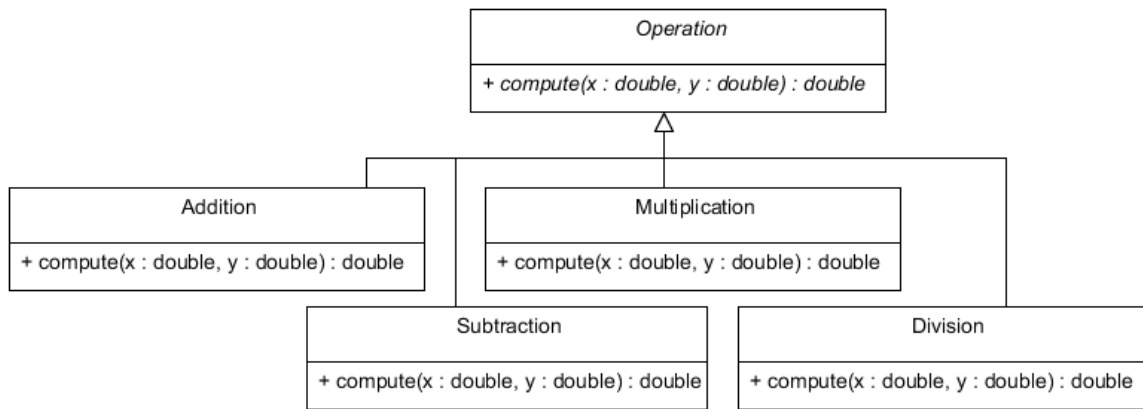 Operation
+ compute(x : double, y : double) : double
Addition
+ compute(x : double, y : double) : double
Multiplication
+ compute(x : double, y : double) : double
Subtraction
+ compute(x : double, y : double) : double
Division
+ compute(x : double, y : double) : double